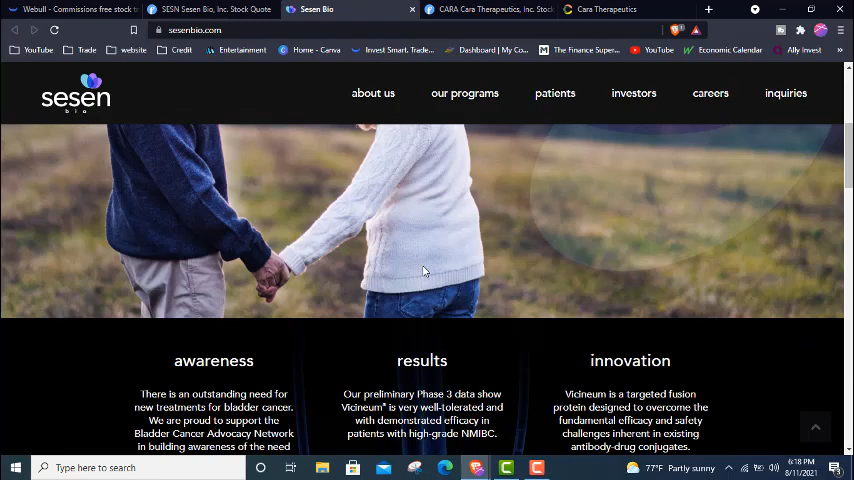 Webull - Commissions free stock t
SESN Sesen Bio, Inc. Stock Quote
Sesen Bio
CARA Cara Therapeutics, Inc. Stock
Cara Therapeutics
sesenbio.com
YouTube
Trade
website
Credit
Entertainment
Home - Canva
Invest Smart. Trade...
Dashboard | My Co...
The Finance Super...
YouTube
Economic Calendar
Ally Invest
sesen
bio
about us
our programs
patients
investors
careers
inquiries
awareness
There is an outstanding need for
new treatments for bladder cancer.
We are proud to support the
Bladder Cancer Advocacy Network
in building awareness of the need
results
Our preliminary Phase 3 data show
Vicineum® is very well-tolerated and
with demonstrated efficacy in
patients with high-grade NMIBC.
innovation
Vicineum is a targeted fusion
protein designed to overcome the
fundamental efficacy and safety
challenges inherent in existing
antibody-drug conjugates.
Type here to search
77°F Partly sunny
6:18 PM
8/11/2021